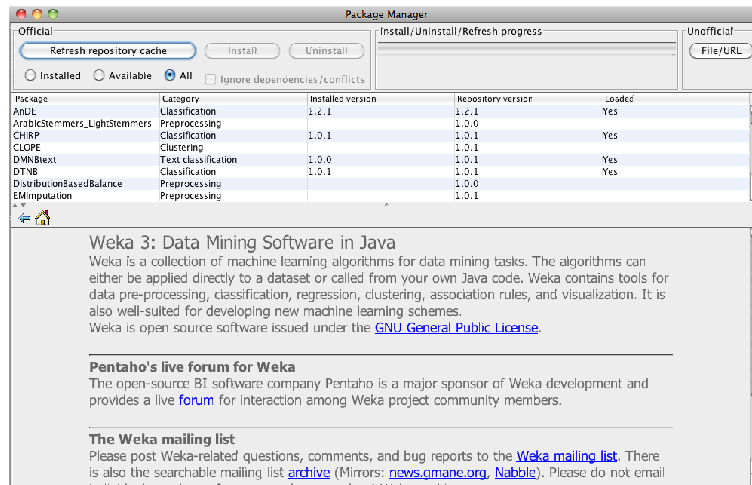 Package Manager
Official
Install/Uninstall/Refresh progress
Unofficial
Refresh repository cache
Install
Uninstall
File/URL
Installed
Available
All
Ignore dependencies/conflicts
Package Category Installed version Repository version Loaded
AnDE Classification 1.2.1 1.2.1 Yes
ArabicStemmers_LightStemmers Preprocessing 1.0.0
CHIRP Classification 1.0.1 1.0.1 Yes
CLOPE Clustering 1.0.1
DMNBtext Text classification 1.0.0 1.0.1 Yes
DTNB Classification 1.0.1 1.0.1 Yes
DistributionBasedBalance Preprocessing 1.0.0
EMImputation Preprocessing 1.0.1
Weka 3: Data Mining Software in Java
Weka is a collection of machine learning algorithms for data mining tasks. The algorithms can
either be applied directly to a dataset or called from your own Java code. Weka contains tools for
data pre-processing, classification, regression, clustering, association rules, and visualization. It is
also well-suited for developing new machine learning schemes.
Weka is open source software issued under the GNU General Public License.
Pentaho's live forum for Weka
The open-source BI software company Pentaho is a major sponsor of Weka development and
provides a live forum for interaction among Weka project community members.
The Weka mailing list
Please post Weka-related questions, comments, and bug reports to the Weka mailing list. There
is also the searchable mailing list archive (Mirrors: news.gmane.org, Nabble). Please do not email